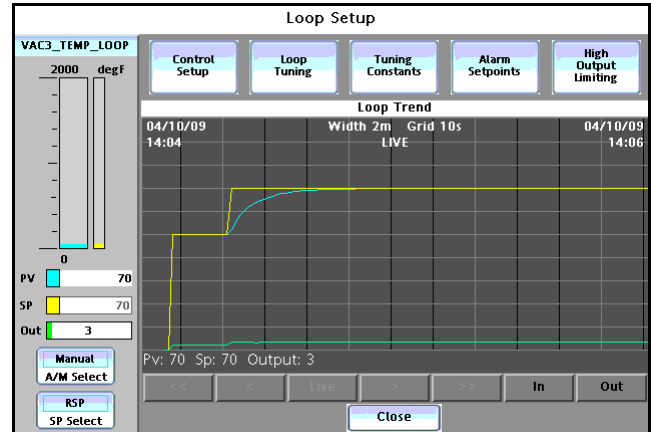 Loop Setup
VAC3_TEMP_LOOP
2000 degF
0
PV 70
SP 70
Out 3
Manual
A/M Select
RSP
SP Select
Control Setup
Loop Tuning
Tuning Constants
Alarm Setpoints
High Output Limiting
Loop Trend
04/10/09 Width 2m Grid 10s 04/10/09
14:04 LIVE 14:06
Pv: 70 Sp: 70 Output: 3
<< < Live > >> In Out
Close